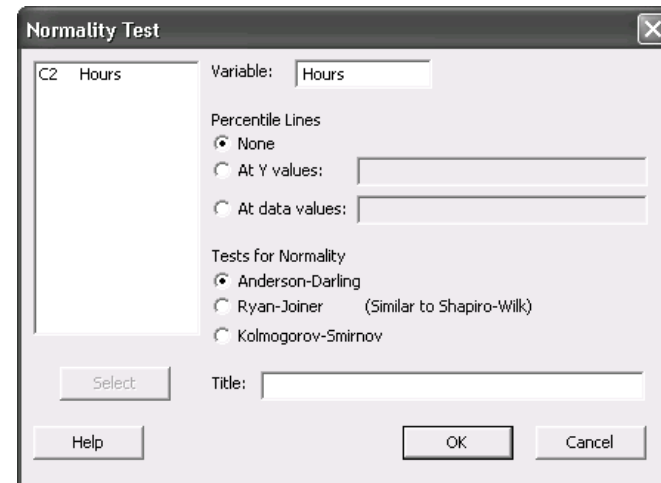 Normality Test
C2 Hours
Variable: Hours
Percentile Lines
None
At Y values:
At data values:
Tests for Normality
Anderson-Darling
Ryan-Joiner (Similar to Shapiro-Wilk)
Kolmogorov-Smirnov
Select
Title:
Help
OK
Cancel